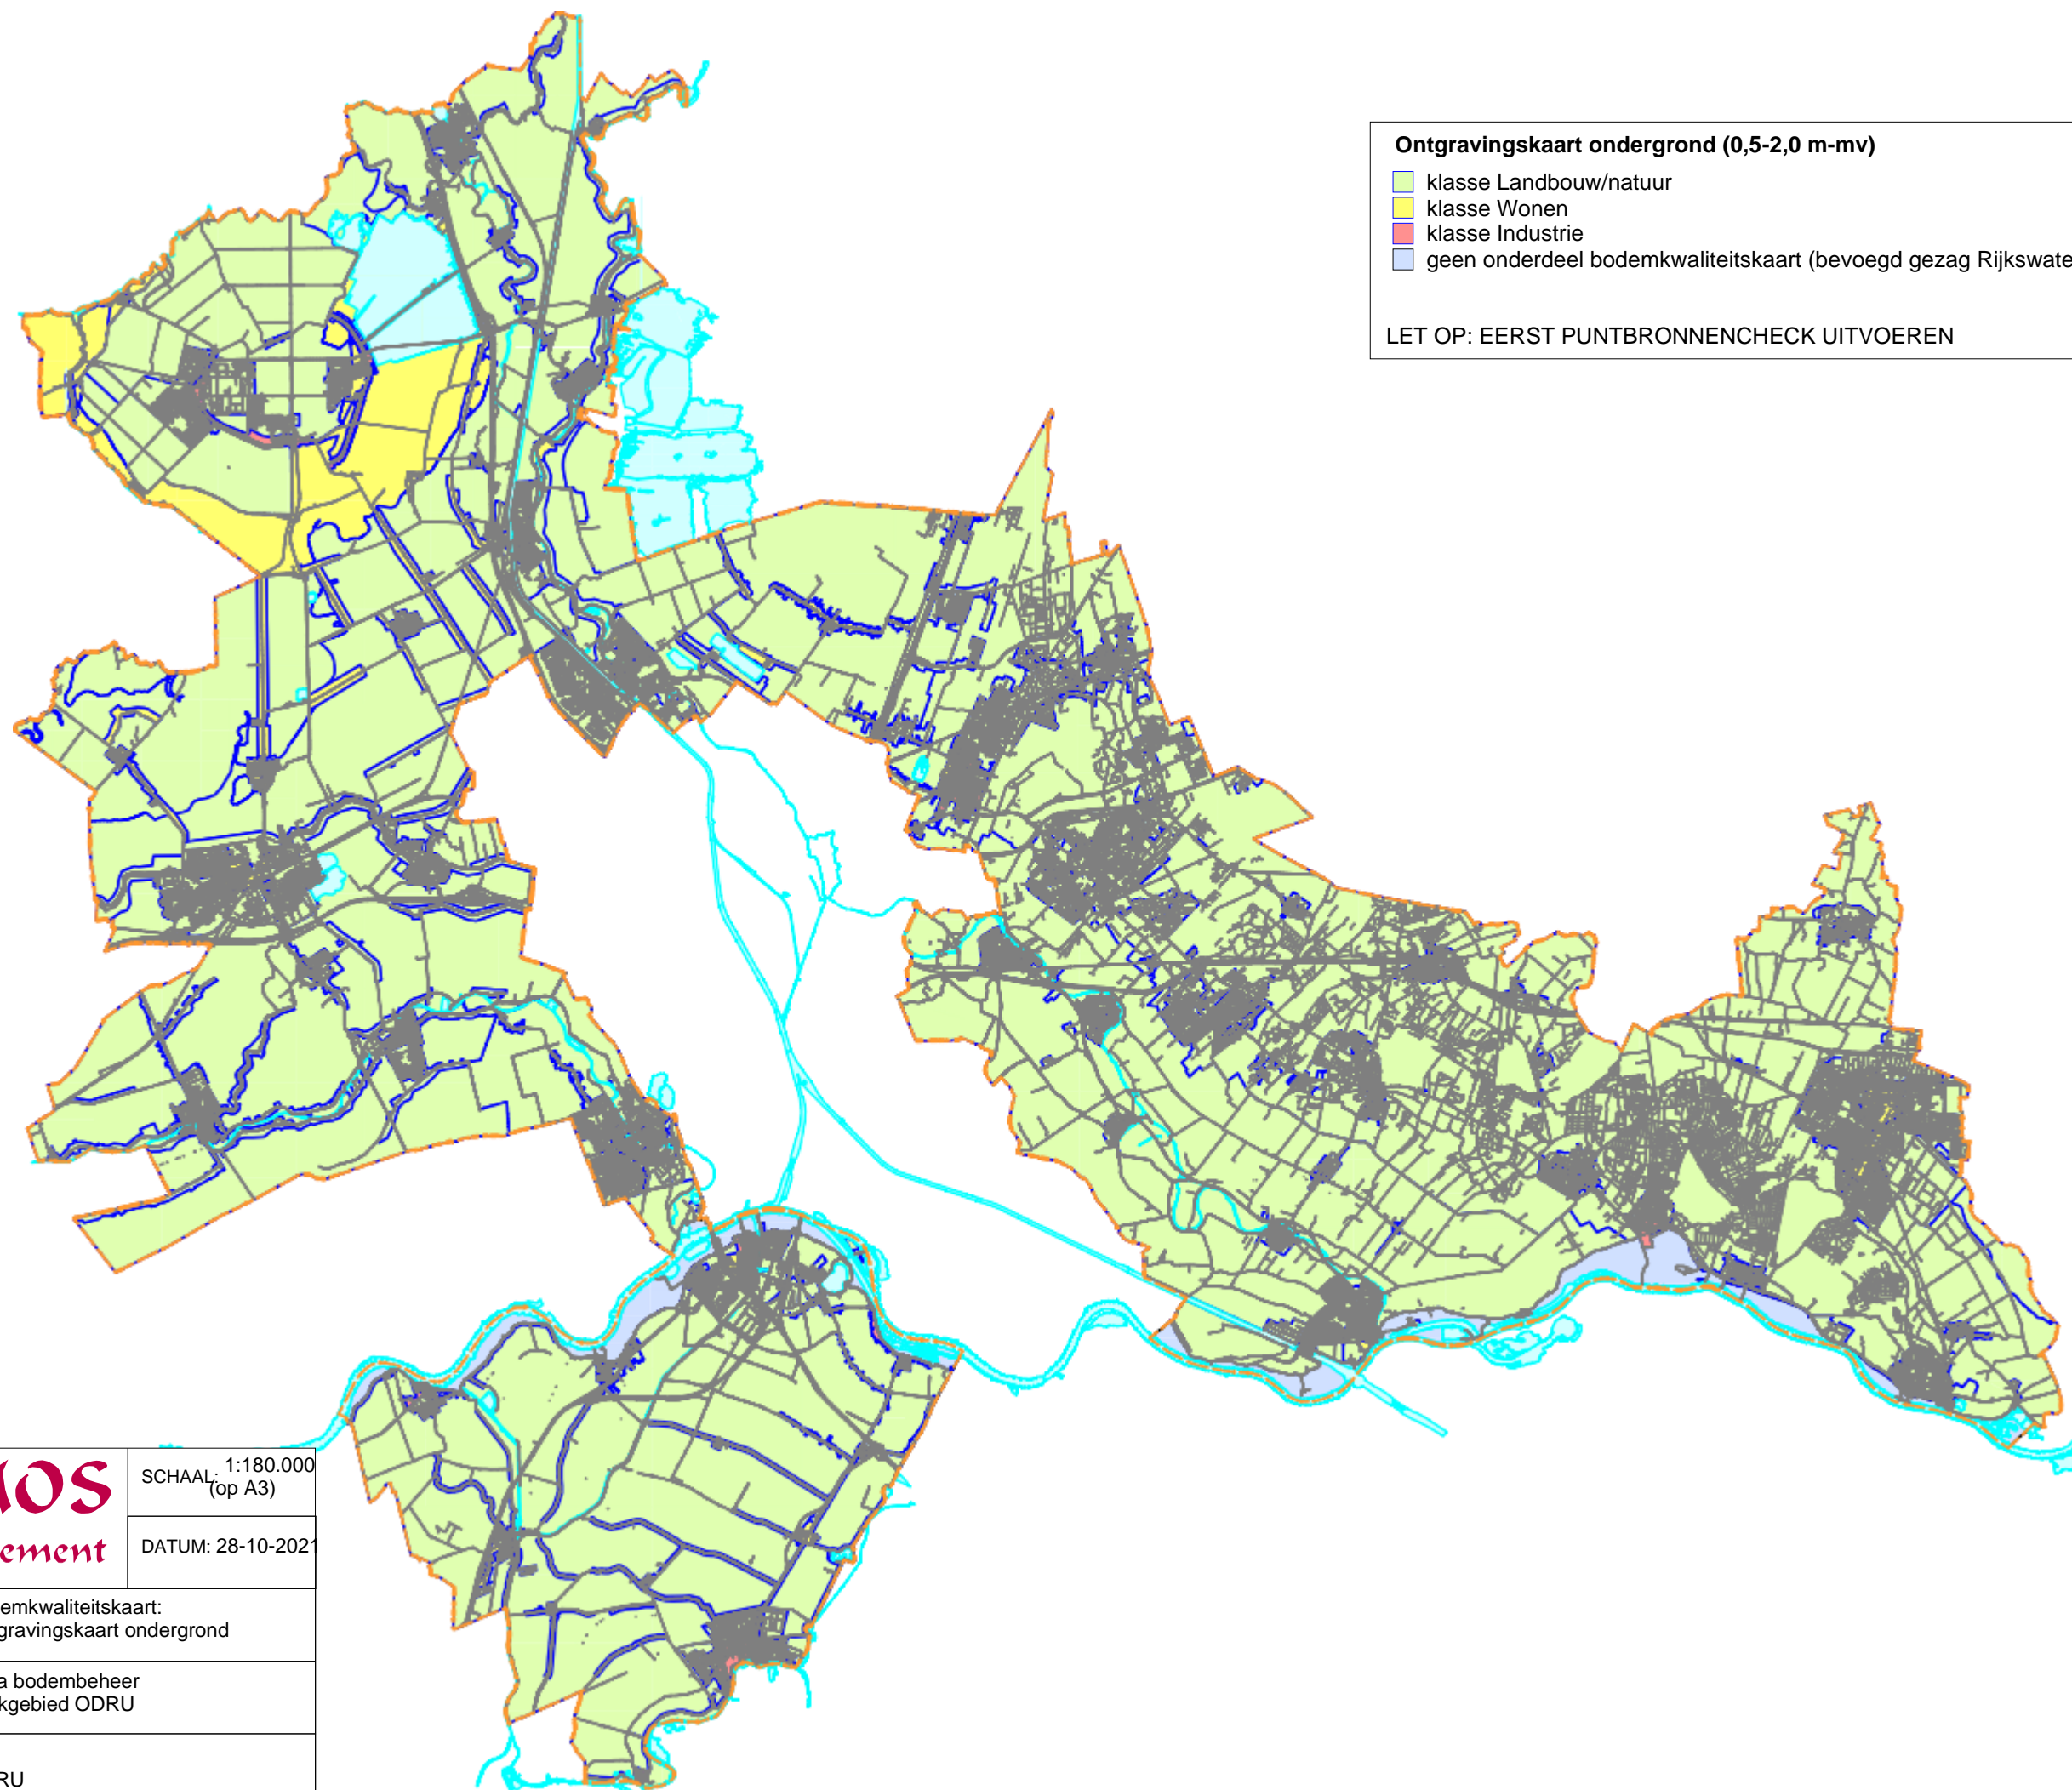 Ontgravingskaart ondergrond (0,5-2,0 m-mv)
klasse Landbouw/natuur
klasse Wonen
klasse Industrie
geen onderdeel bodemkwaliteitskaart (bevoegd gezag Rijkswate
LET OP: EERST PUNTBRONNENCHECK UITVOEREN
SCHAAL: 1:180.000
(op A3)
DATUM: 28-10-2021
emkwaliteitskaart:
gravingskaart ondergrond
a bodembeheer
kgebied ODRU
RU